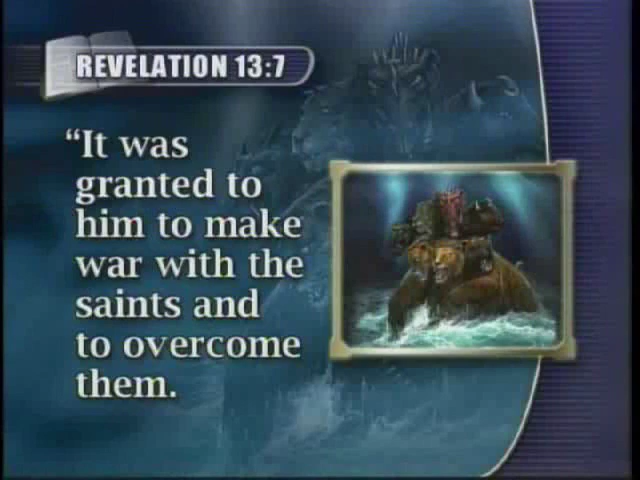 REVELATION 13:7
“It was
granted to
him to make
war with the
saints and
to overcome
them.